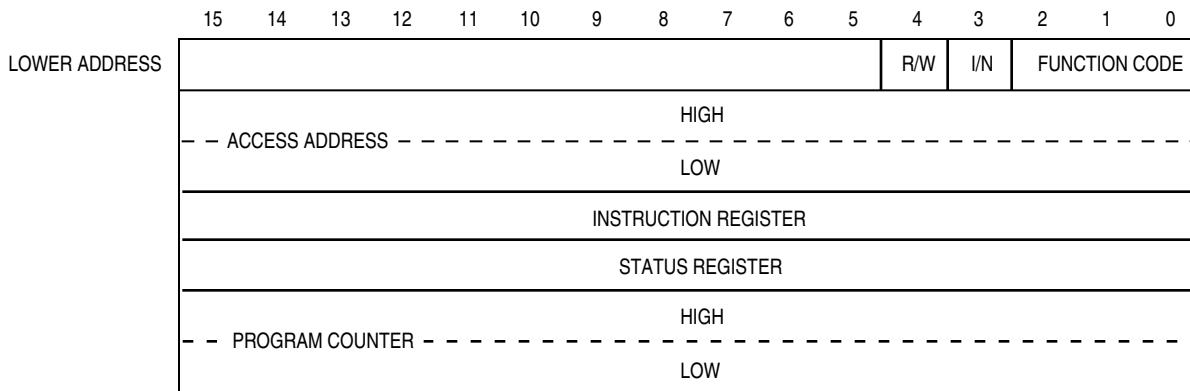 15 14 13 12 11 10 9 8 7 6 5 4 3 2 1 0
LOWER ADDRESS R/W I/N FUNCTION CODE
HIGH
ACCESS ADDRESS
LOW
INSTRUCTION REGISTER
STATUS REGISTER
HIGH
PROGRAM COUNTER
LOW